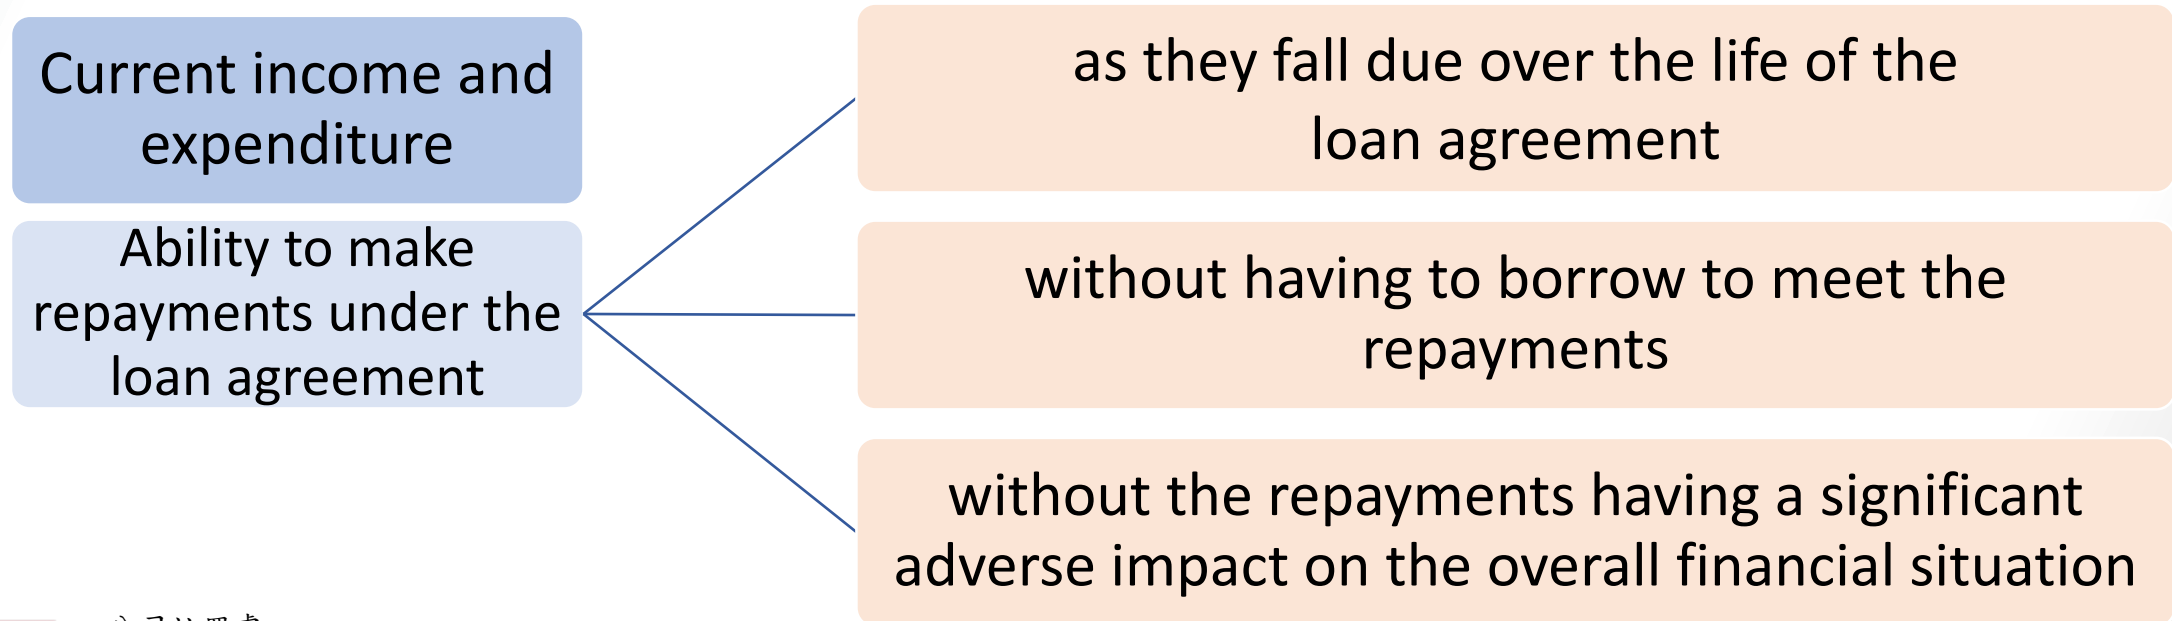 Current income and
expenditure
Ability to make
repayments under the
loan agreement
as they fall due over the life of the
loan agreement
without having to borrow to meet the
repayments
without the repayments having a significant
adverse impact on the overall financial situation